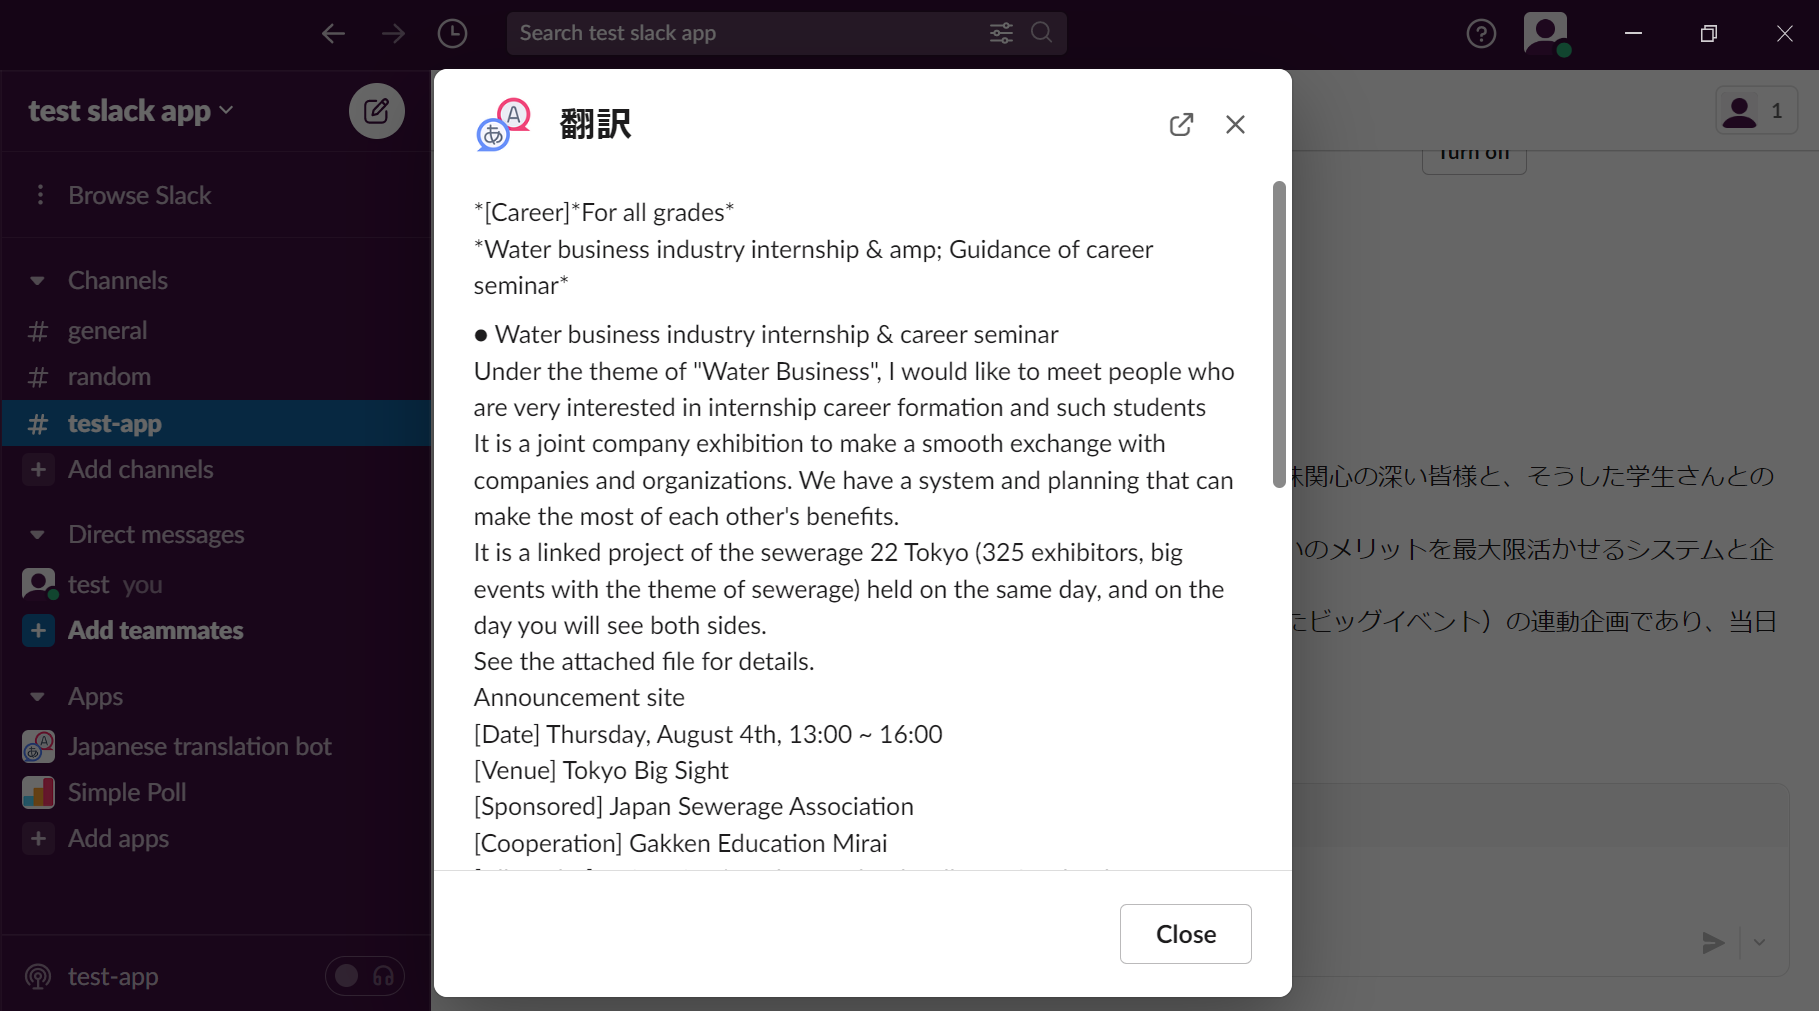 Search test slack app
test slack app
Browse Slack
Channels
# general
# random
# test-app
+ Add channels
Direct messages
test you
+ Add teammates
Apps
Japanese translation bot
Simple Poll
+ Add apps
test-app
A
あ
翻訳
*[Career]*For all grades*
*Water business industry internship & amp; Guidance of career
seminar*
● Water business industry internship & career seminar
Under the theme of "Water Business", I would like to meet people who
are very interested in internship career formation and such students
It is a joint company exhibition to make a smooth exchange with
companies and organizations. We have a system and planning that can
make the most of each other's benefits.
It is a linked project of the sewerage 22 Tokyo (325 exhibitors, big
events with the theme of sewerage) held on the same day, and on the
day you will see both sides.
See the attached file for details.
Announcement site
[Date] Thursday, August 4th, 13:00 ~ 16:00
[Venue] Tokyo Big Sight
[Sponsored] Japan Sewerage Association
[Cooperation] Gakken Education Mirai
Close
1
Turn off
関心の深い皆様と、そうした学生さんとの
のメリットを最大限活かせるシステムと企
たビッグイベント）の連動企画であり、当日